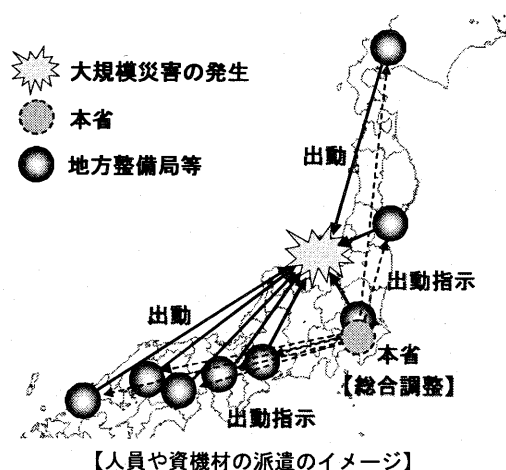 大規模災害の発生
本省
地方整備局等
出動
出動指示
出動
本省
【総合調整】
出動指示
【人員や資機材の派遣のイメージ】